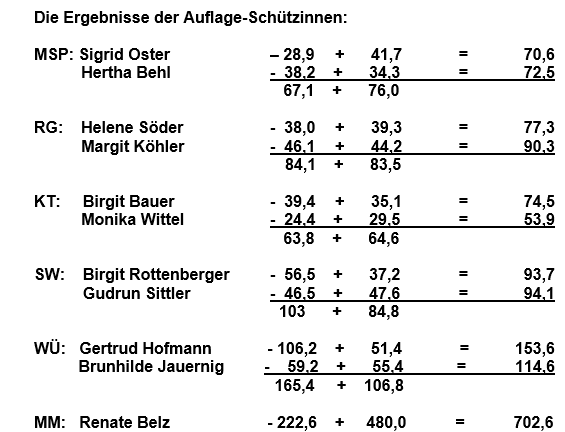 Die Ergebnisse der Auflage-Schützinnen:
MSP: Sigrid Oster – 28,9 + 41,7 = 70,6
Hertha Behl - 38,2 + 34,3 = 72,5
67,1 + 76,0
RG: Helene Söder - 38,0 + 39,3 = 77,3
Margit Köhler - 46,1 + 44,2 = 90,3
84,1 + 83,5
KT: Birgit Bauer - 39,4 + 35,1 = 74,5
Monika Wittel - 24,4 + 29,5 = 53,9
63,8 + 64,6
SW: Birgit Rottenberger - 56,5 + 37,2 = 93,7
Gudrun Sittler - 46,5 + 47,6 = 94,1
103 + 84,8
WÜ: Gertrud Hofmann - 106,2 + 51,4 = 153,6
Brunhilde Jauernig - 59,2 + 55,4 = 114,6
165,4 + 106,8
MM: Renate Belz - 222,6 + 480,0 = 702,6